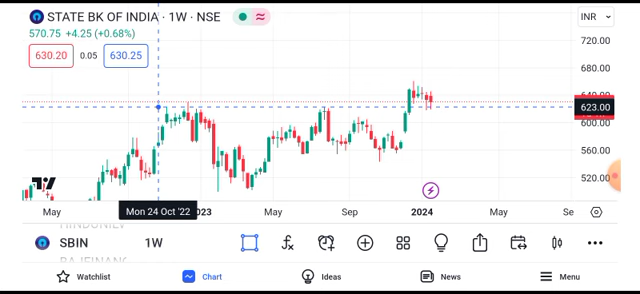 STATE BK OF INDIA · 1W · NSE
INR
570.75 +4.25 (+0.68%)
630.20 0.05 630.25
720.00
680.00
640.00
623.00
600.00
560.00
520.00
May Mon 24 Oct '22 2023 May Sep 2024 May Se
SBIN 1W
Watchlist Chart Ideas News Menu